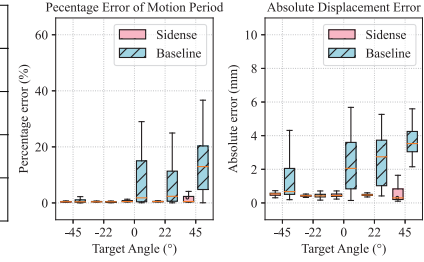 Pecentage Error of Motion Period
Percentage error (%)
60
40
20
0
Sidense
Baseline
-45 -22 0 22 45
Target Angle (°)
Absolute Displacement Error
Absolute error (mm)
10
8
6
4
2
0
Sidense
Baseline
-45 -22 0 22 45
Target Angle (°)